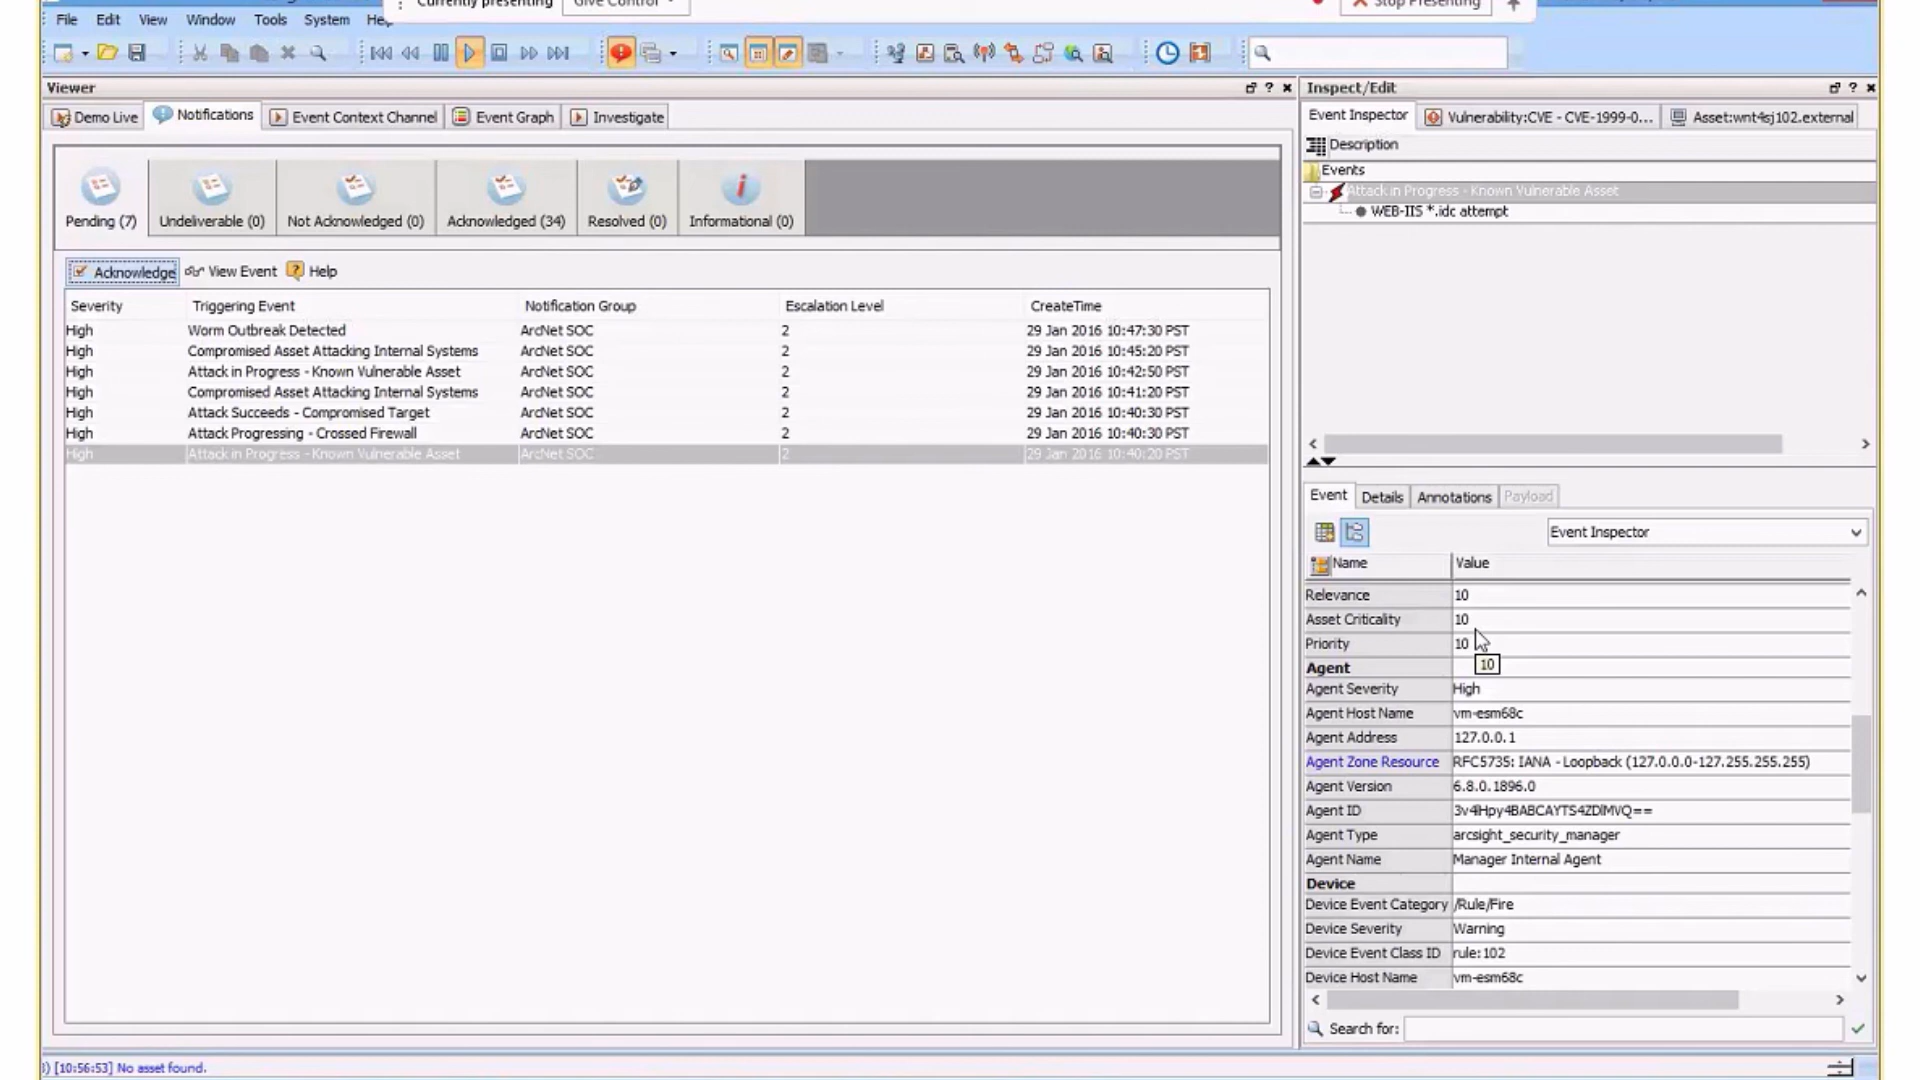 Currently presenting Give Control Stop Presenting
File Edit View Window Tools System Help
Viewer
Demo Live Notifications Event Context Channel Event Graph Investigate
Pending (7) Undeliverable (0) Not Acknowledged (0) Acknowledged (34) Resolved (0) Informational (0)
Acknowledge View Event Help
Severity Triggering Event Notification Group Escalation Level CreateTime
High Worm Outbreak Detected ArcNet SOC 2 29 Jan 2016 10:47:30 PST
High Compromised Asset Attacking Internal Systems ArcNet SOC 2 29 Jan 2016 10:45:20 PST
High Attack in Progress - Known Vulnerable Asset ArcNet SOC 2 29 Jan 2016 10:42:50 PST
High Compromised Asset Attacking Internal Systems ArcNet SOC 2 29 Jan 2016 10:41:20 PST
High Attack Succeeds - Compromised Target ArcNet SOC 2 29 Jan 2016 10:40:30 PST
High Attack Progressing - Crossed Firewall ArcNet SOC 2 29 Jan 2016 10:40:30 PST
High Attack in Progress - Known Vulnerable Asset ArcNet SOC 2 29 Jan 2016 10:40:20 PST
Inspect/Edit
Event Inspector Vulnerability:CVE - CVE-1999-0... Asset:wnt4sj102.external
Description
Events
Attack in Progress - Known Vulnerable Asset
WEB-IIS *.idc attempt
Event Details Annotations Payload
Event Inspector
Name Value
Relevance 10
Asset Criticality 10
Priority 10
10
Agent
Agent Severity High
Agent Host Name vm-esm68c
Agent Address 127.0.0.1
Agent Zone Resource RFC5735: IANA - Loopback (127.0.0.0-127.255.255.255)
Agent Version 6.8.0.1896.0
Agent ID
Agent Type arcsight_security_manager
Agent Name Manager Internal Agent
Device
Device Event Category /Rule/Fire
Device Severity Warning
Device Event Class ID rule:102
Device Host Name vm-esm68c
Search for:
) [10:56:53] No asset found.